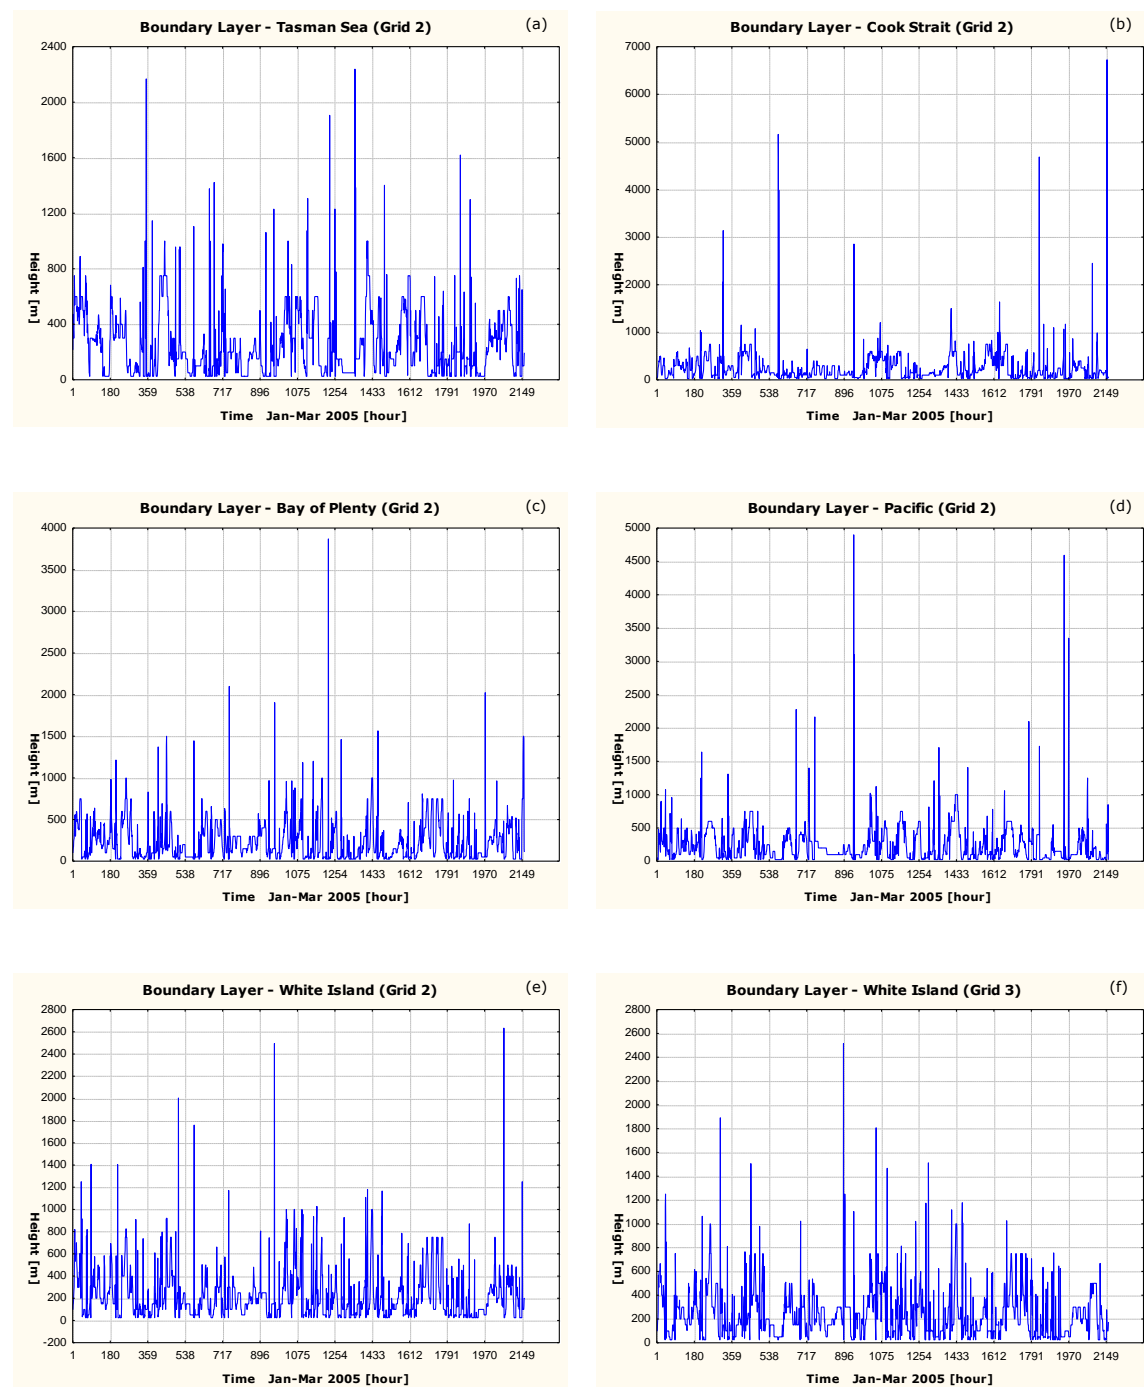 Boundary Layer - Tasman Sea (Grid 2)
(a)
2400
2000
1600
1200
800
400
0
Height [m]
1 180 359 538 717 896 1075 1254 1433 1612 1791 1970 2149
Time Jan-Mar 2005 [hour]
Boundary Layer - Cook Strait (Grid 2)
(b)
7000
6000
5000
4000
3000
2000
1000
0
Height [m]
1 180 359 538 717 896 1075 1254 1433 1612 1791 1970 2149
Time Jan-Mar 2005 [hour]
Boundary Layer - Bay of Plenty (Grid 2)
(c)
4000
3500
3000
2500
2000
1500
1000
500
0
Height [m]
1 180 359 538 717 896 1075 1254 1433 1612 1791 1970 2149
Time Jan-Mar 2005 [hour]
Boundary Layer - Pacific (Grid 2)
(d)
5000
4500
4000
3500
3000
2500
2000
1500
1000
500
0
Height [m]
1 180 359 538 717 896 1075 1254 1433 1612 1791 1970 2149
Time Jan-Mar 2005 [hour]
Boundary Layer - White Island (Grid 2)
(e)
2800
2600
2400
2200
2000
1800
1600
1400
1200
1000
800
600
400
200
0
-200
Height [m]
1 180 359 538 717 896 1075 1254 1433 1612 1791 1970 2149
Time Jan-Mar 2005 [hour]
Boundary Layer - White Island (Grid 3)
(f)
2800
2600
2400
2200
2000
1800
1600
1400
1200
1000
800
600
400
200
0
Height [m]
1 180 359 538 717 896 1075 1254 1433 1612 1791 1970 2149
Time Jan-Mar 2005 [hour]